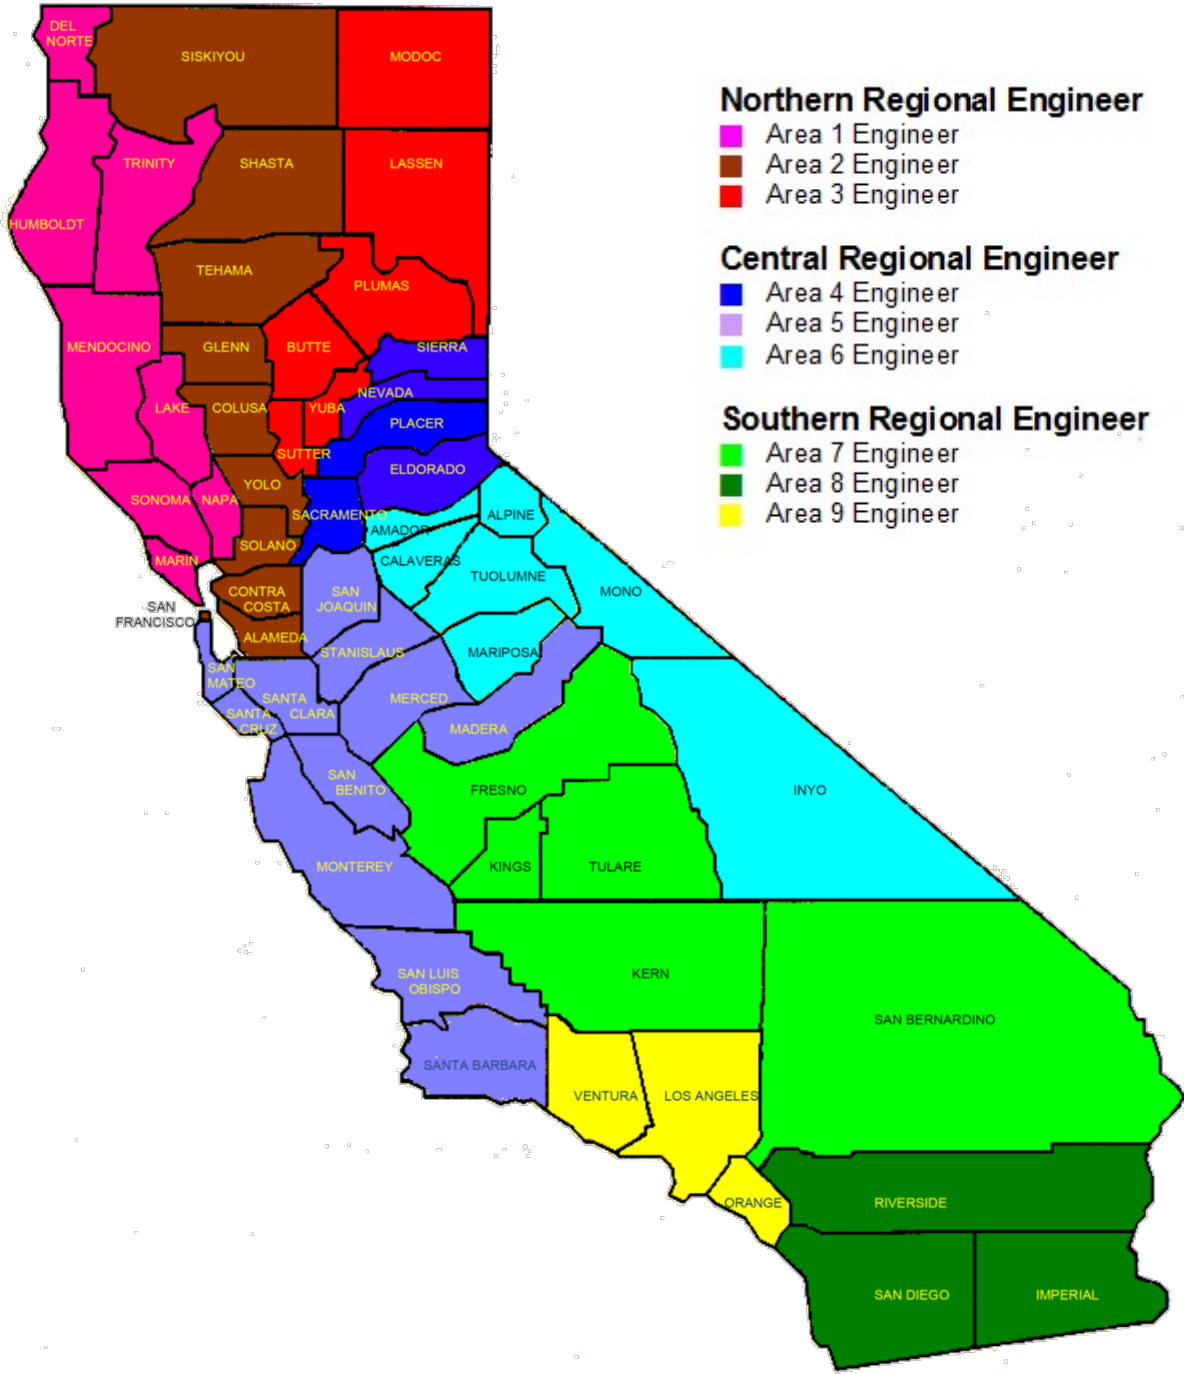 DEL
NORTE
SISKIYOU
MODOC
TRINITY
SHASTA
LASSEN
HUMBOLDT
TEHAMA
PLUMAS
MENDOCINO
GLENN
BUTTE
SIERRA
NEVADA
LAKE
COLUSA
YUBA
PLACER
SUTTER
ELDORADO
YOLO
SONOMA
NAPA
SACRAMENTO
AMADOR
ALPINE
SOLANO
MARIN
CALAVERAS
TUOLUMNE
MONO
CONTRA
COSTA
SAN
JOAQUIN
SAN
FRANCISCO
ALAMEDA
STANISLAUS
MARIPOSA
SAN
MATEO
SANTA
CLARA
MERCED
SANTA
CRUZ
MADERA
SAN
BENITO
FRESNO
INYO
MONTEREY
KINGS
TULARE
SAN LUIS
OBISPO
KERN
SAN BERNARDINO
SANTA BARBARA
VENTURA
LOS ANGELES
ORANGE
RIVERSIDE
SAN DIEGO
IMPERIAL
Northern Regional Engineer
Area 1 Engineer
Area 2 Engineer
Area 3 Engineer
Central Regional Engineer
Area 4 Engineer
Area 5 Engineer
Area 6 Engineer
Southern Regional Engineer
Area 7 Engineer
Area 8 Engineer
Area 9 Engineer